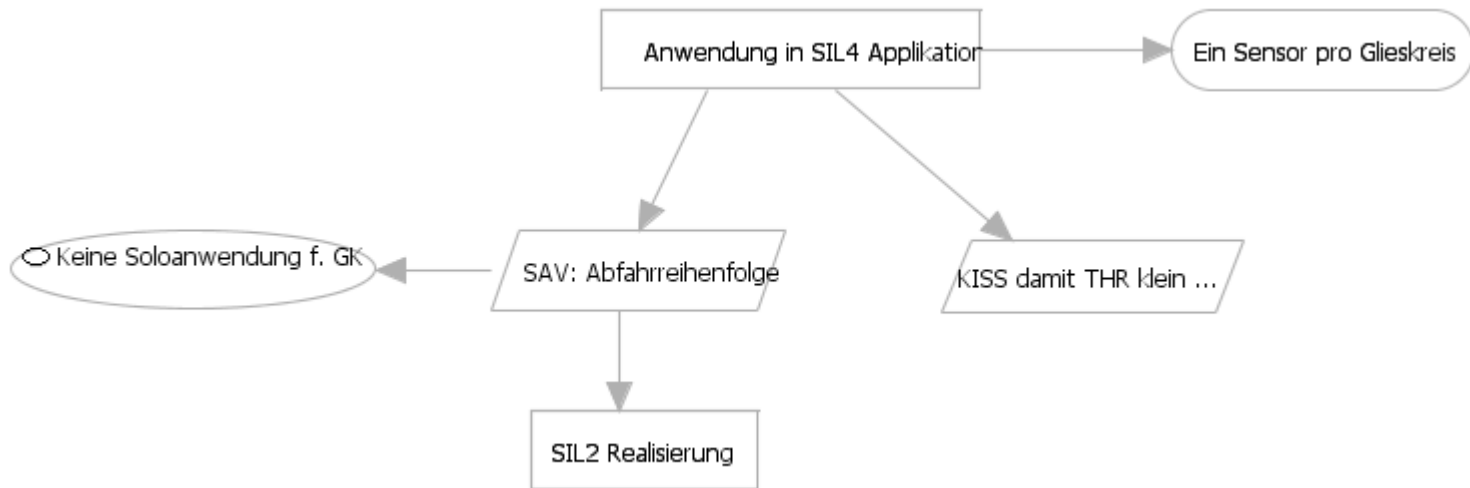 Anwendung in SIL4 Applikation
Ein Sensor pro Glieskreis
Keine Soloanwendung f. GK
SAV: Abfahrreihenfolge
KISS damit THR klein ...
SIL2 Realisierung